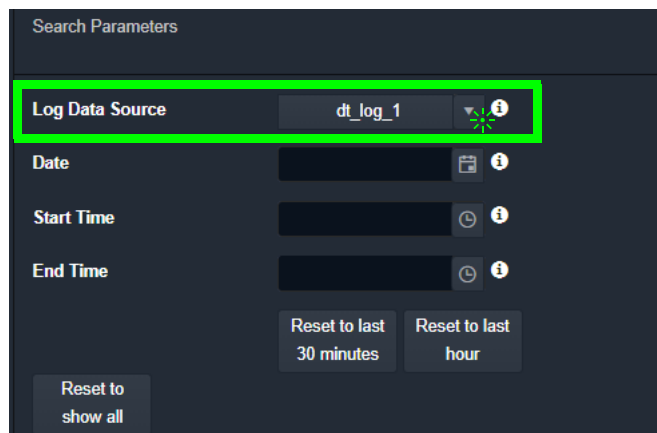 Search Parameters
Log Data Source dt_log_1
Date
Start Time
End Time
Reset to last 30 minutes
Reset to last hour
Reset to show all